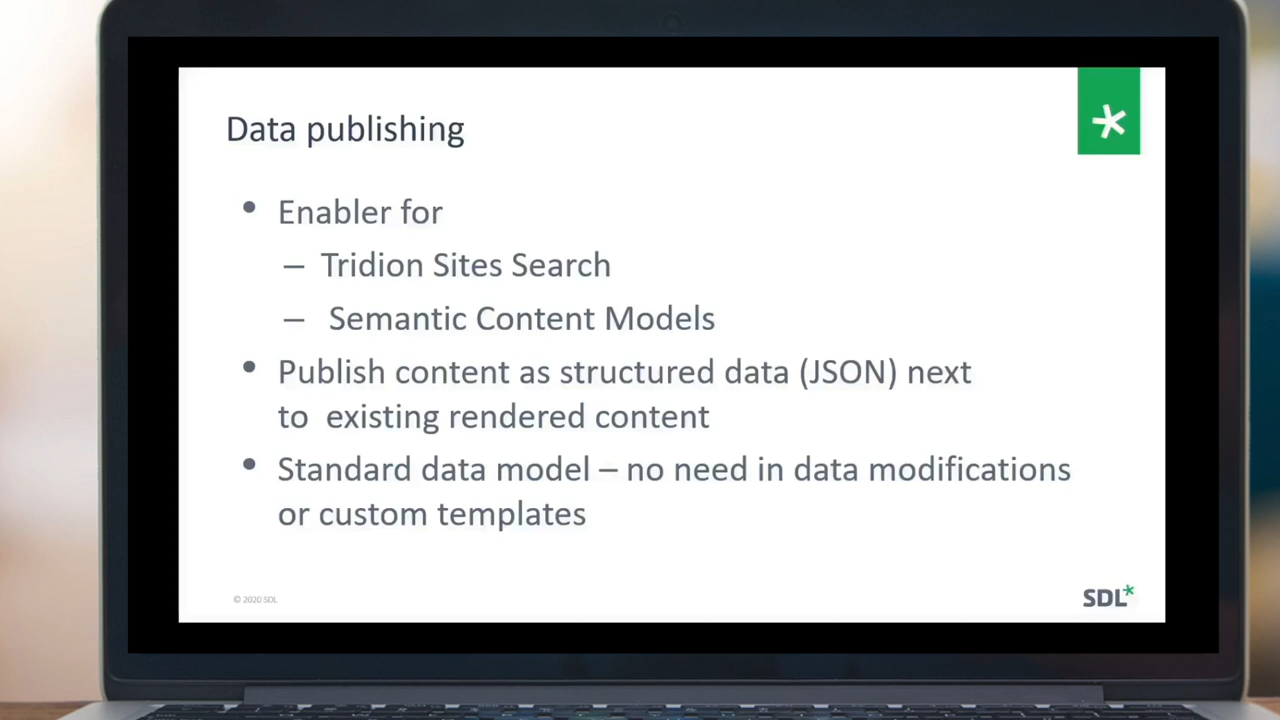 Data publishing
• Enabler for
– Tridion Sites Search
– Semantic Content Models
• Publish content as structured data (JSON) next
to existing rendered content
• Standard data model – no need in data modifications
or custom templates
© 2020 SDL
SDL*